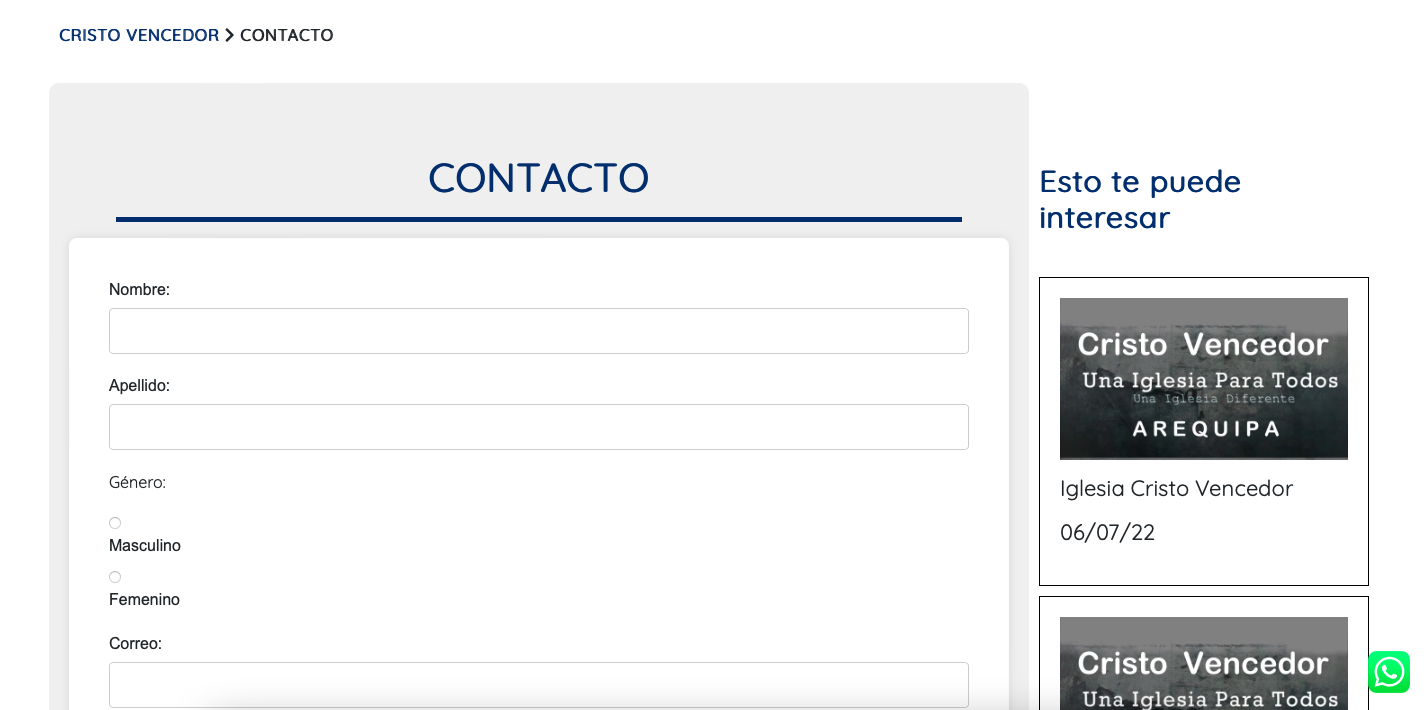 CRISTO VENCEDOR > CONTACTO
CONTACTO
Nombre:
Apellido:
Género:
Masculino
Femenino
Correo:
Esto te puede
interesar
Cristo Vencedor
Una Iglesia Para Todos
Una Iglesia Diferente
AREQUIPA
Iglesia Cristo Vencedor
06/07/22
Cristo Vencedor
Una Iglesia Para Todos